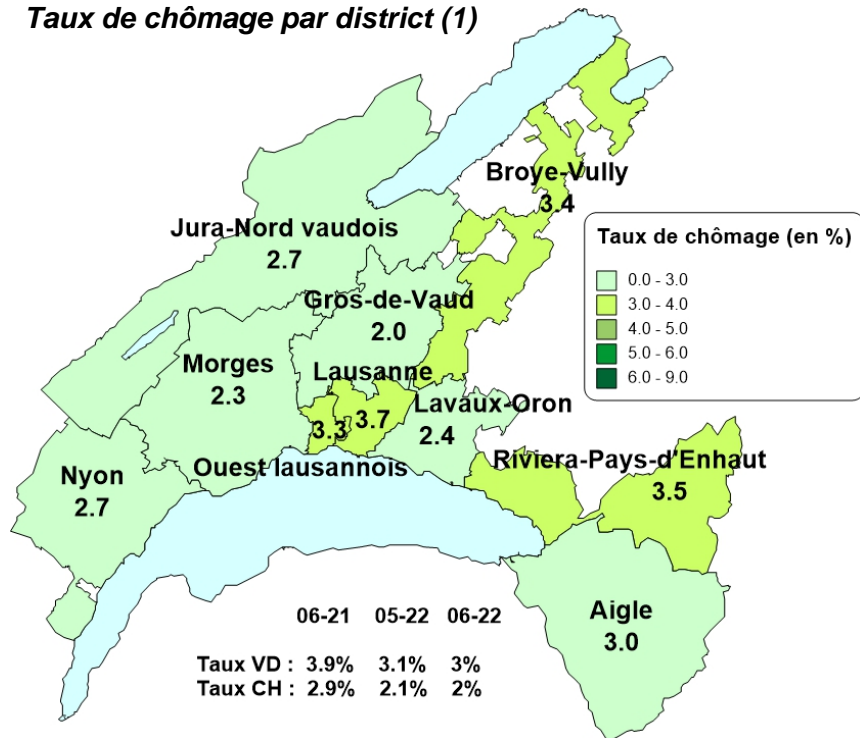 Taux de chômage par district (1)
Broye-Vully
3.4
Jura-Nord vaudois
2.7
Taux de chômage (en %)
0.0 - 3.0
3.0 - 4.0
4.0 - 5.0
5.0 - 6.0
6.0 - 9.0
Gros-de-Vaud
2.0
Morges
2.3
Lausanne
3.7
3.3
Lavaux-Oron
2.4
Ouest lausannois
Riviera-Pays-d'Enhaut
3.5
Nyon
2.7
Aigle
3.0
06-21 05-22 06-22
Taux VD : 3.9% 3.1% 3%
Taux CH : 2.9% 2.1% 2%